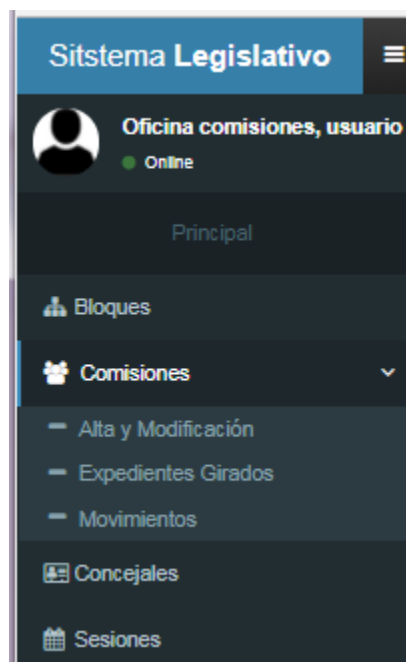 Sitstema Legislativo
Oficina comisiones, usuario
Online
Principal
Bloques
Comisiones
Alta y Modificación
Expedientes Girados
Movimientos
Concejales
Sesiones